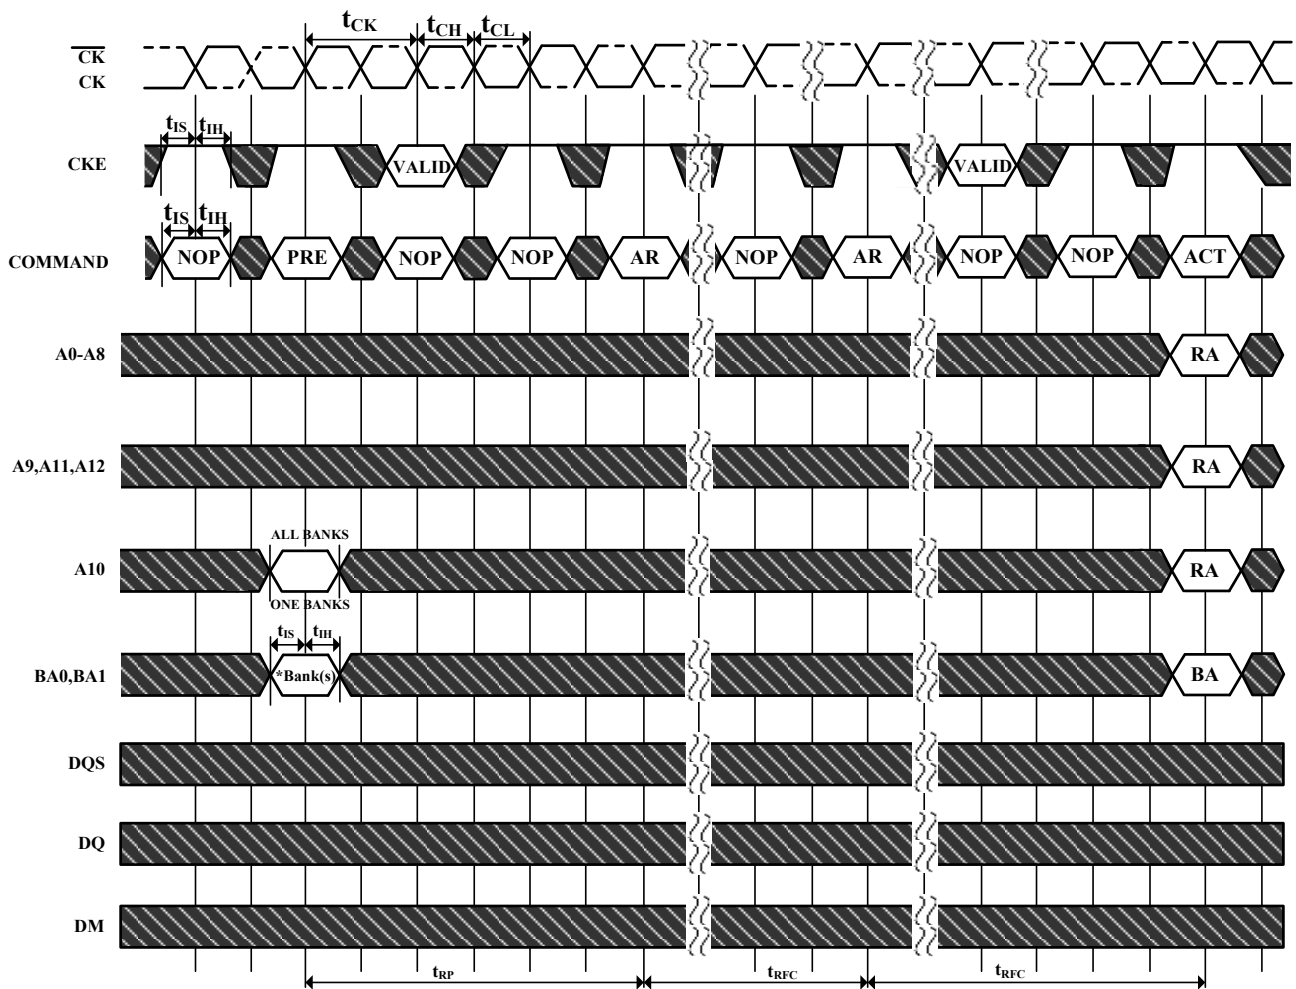 tCK tCH tCL
CK
CK
tIS tIH
CKE VALID VALID
tIS tIH
COMMAND NOP PRE NOP NOP AR NOP AR NOP NOP ACT
A0-A8 RA
A9,A11,A12 RA
ALL BANKS
A10 RA
ONE BANKS
tIS tIH
BA0,BA1 *Bank(s) BA
DQS
DQ
DM
tRP tRFC tRFC